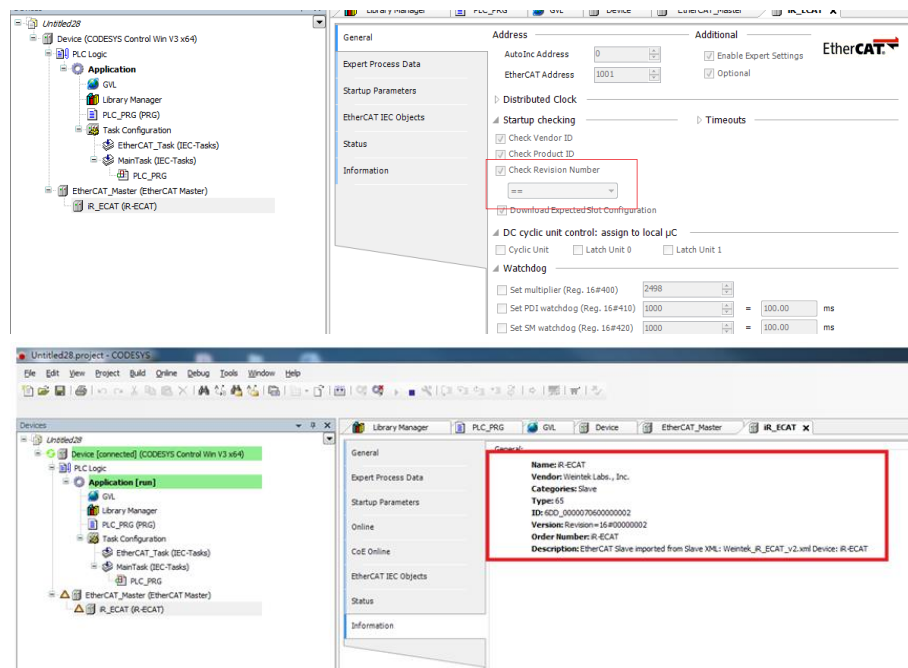 Devices
Untitled28
Device (CODESYS Control Win V3 x64)
PLC Logic
Application
GVL
Library Manager
PLC_PRG (PRG)
Task Configuration
EtherCAT_Task (IEC-Tasks)
MainTask (IEC-Tasks)
PLC_PRG
EtherCAT_Master (EtherCAT Master)
iR_ECAT (iR-ECAT)
Library Manager PLC_PRG GVL Device EtherCAT_Master iR_ECAT X
General
Expert Process Data
Startup Parameters
EtherCAT IEC Objects
Status
Information
Address Additional
EtherCAT.
AutoInc Address 0 Enable Expert Settings
EtherCAT Address 1001 Optional
Distributed Clock
Startup checking Timeouts
Check Vendor ID
Check Product ID
Check Revision Number
==
Download Expected Slot Configuration
DC cyclic unit control: assign to local µC
Cyclic Unit Latch Unit 0 Latch Unit 1
Watchdog
Set multiplier (Reg. 16#400) 2498
Set PDI watchdog (Reg. 16#410) 1000 = 100.00 ms
Set SM watchdog (Reg. 16#420) 1000 = 100.00 ms
Untitled28.project - CODESYS
File Edit View Project Build Online Debug Tools Window Help
Devices
Untitled28
Device [connected] (CODESYS Control Win V3 x64)
PLC Logic
Application [run]
GVL
Library Manager
PLC_PRG (PRG)
Task Configuration
EtherCAT_Task (IEC-Tasks)
MainTask (IEC-Tasks)
PLC_PRG
EtherCAT_Master (EtherCAT Master)
iR_ECAT (iR-ECAT)
Library Manager PLC_PRG GVL Device EtherCAT_Master iR_ECAT X
General
Expert Process Data
Startup Parameters
Online
CoE Online
EtherCAT IEC Objects
Status
Information
General:
Name: iR-ECAT
Vendor: Weintek Labs., Inc.
Categories: Slave
Type: 65
ID: 6DD_0000070600000002
Version: Revision=16#00000002
Order Number: iR-ECAT
Description: EtherCAT Slave imported from Slave XML: Weintek_iR_ECAT_v2.xml Device: iR-ECAT